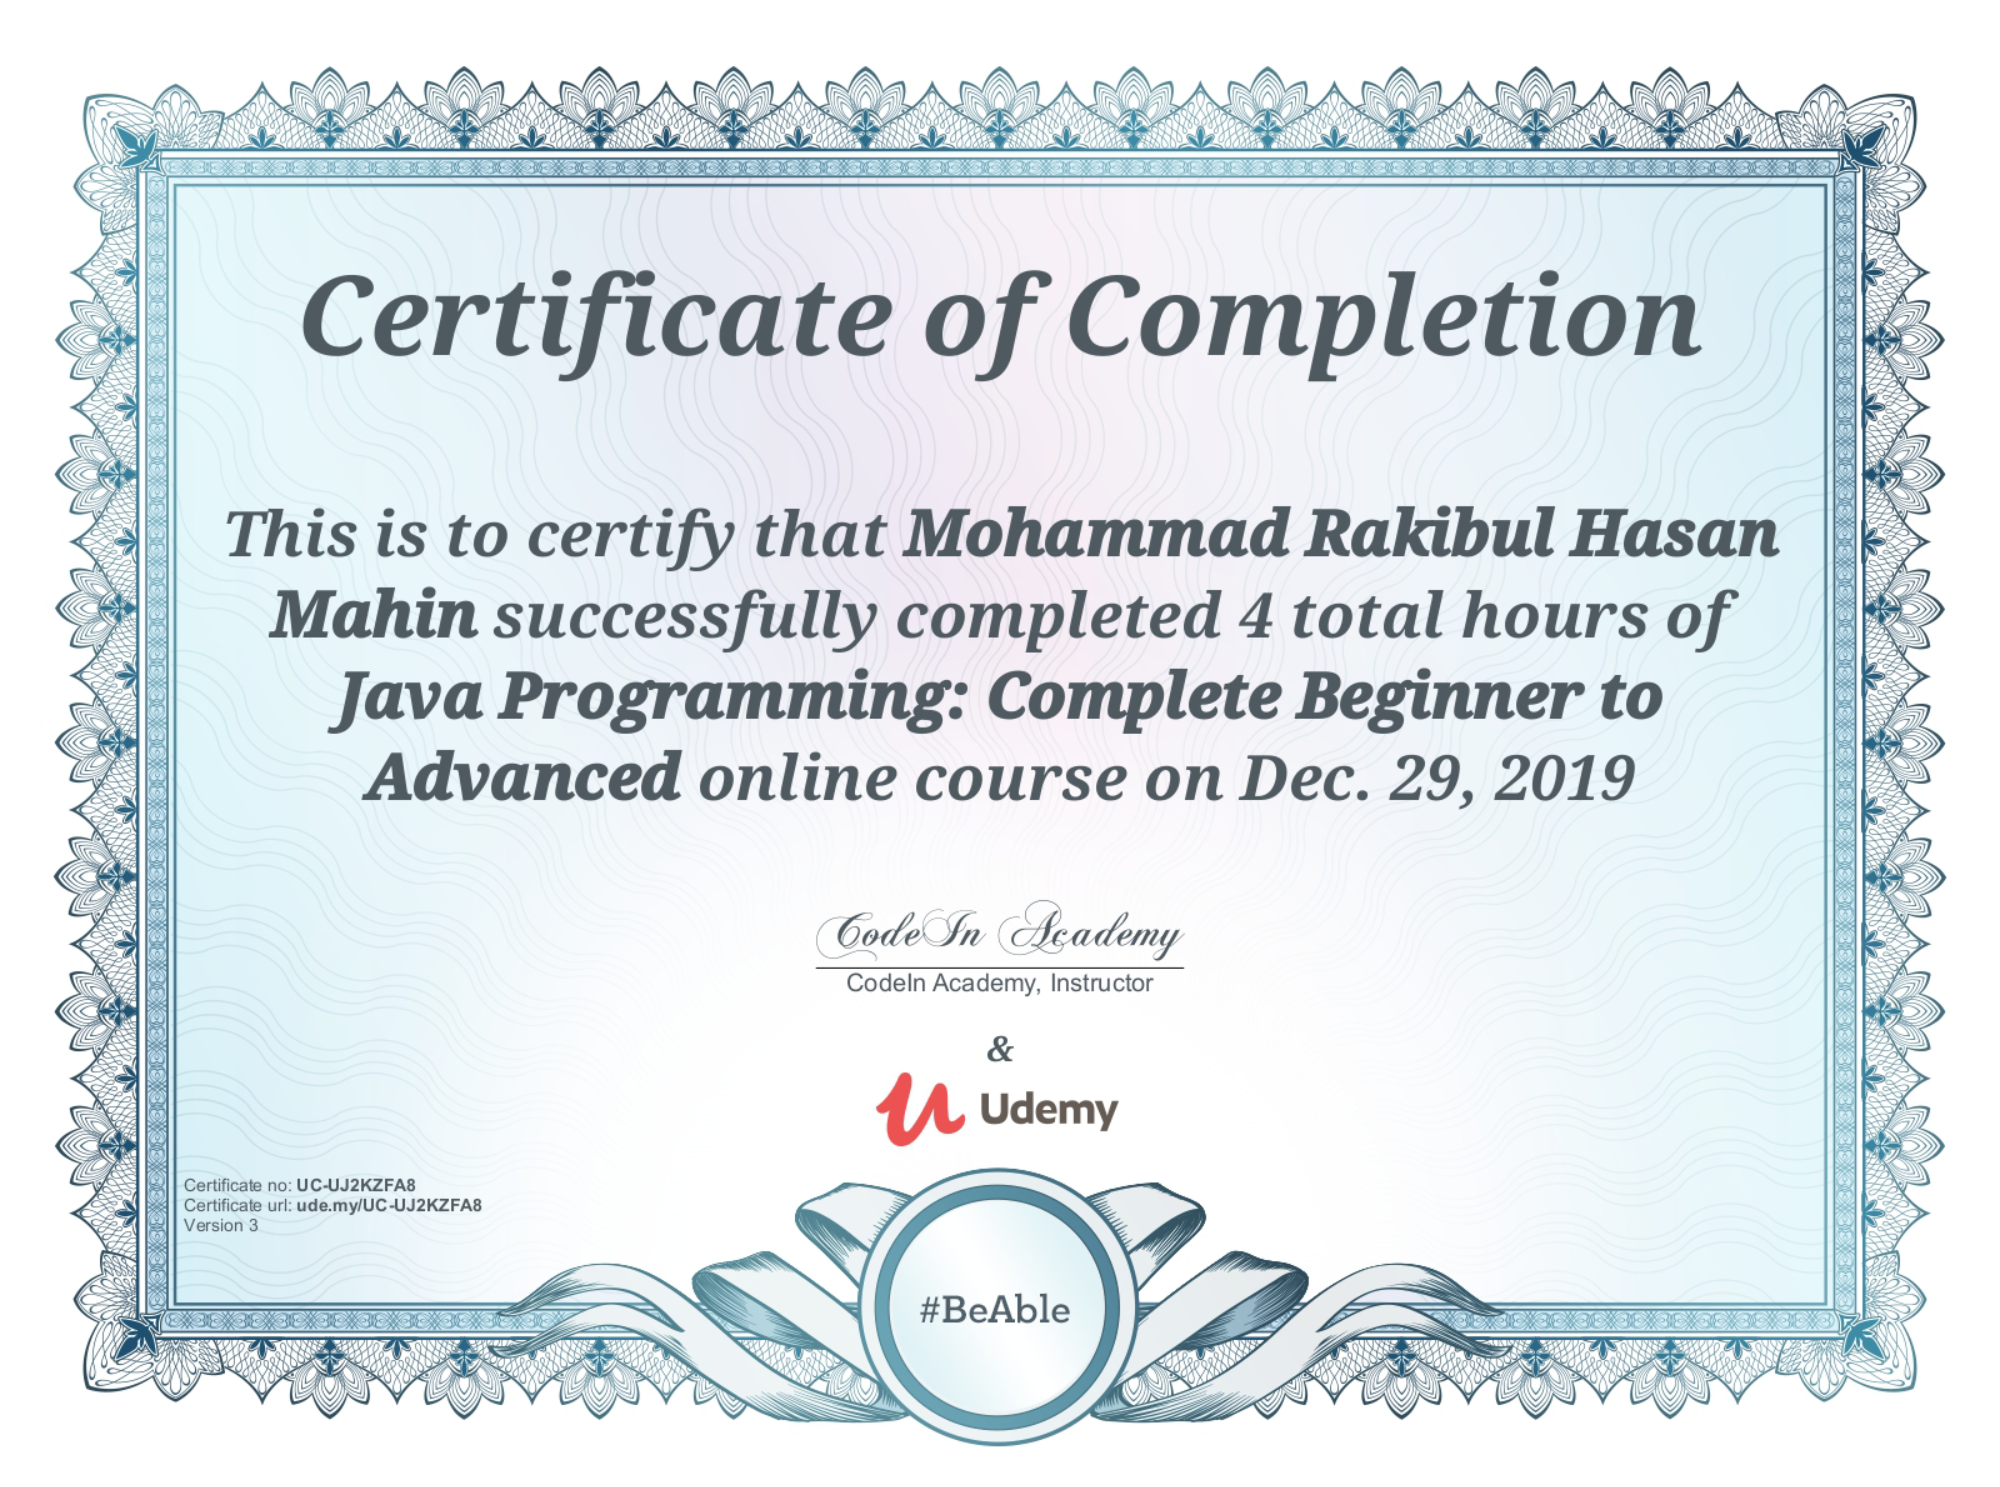 Certificate of Completion
This is to certify that Mohammad Rakibul Hasan
Mahin successfully completed 4 total hours of
Java Programming: Complete Beginner to
Advanced online course on Dec. 29, 2019
CodeIn Academy
CodeIn Academy, Instructor
&
Udemy
Certificate no: UC-UJ2KZFA8
Certificate url: ude.my/UC-UJ2KZFA8
Version 3
#BeAble